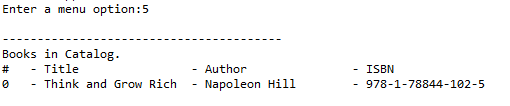 Enter a menu option:5
----------------------------------------
Books in Catalog.
#   - Title                - Author              - ISBN
0   - Think and Grow Rich  - Napoleon Hill       - 978-1-78844-102-5